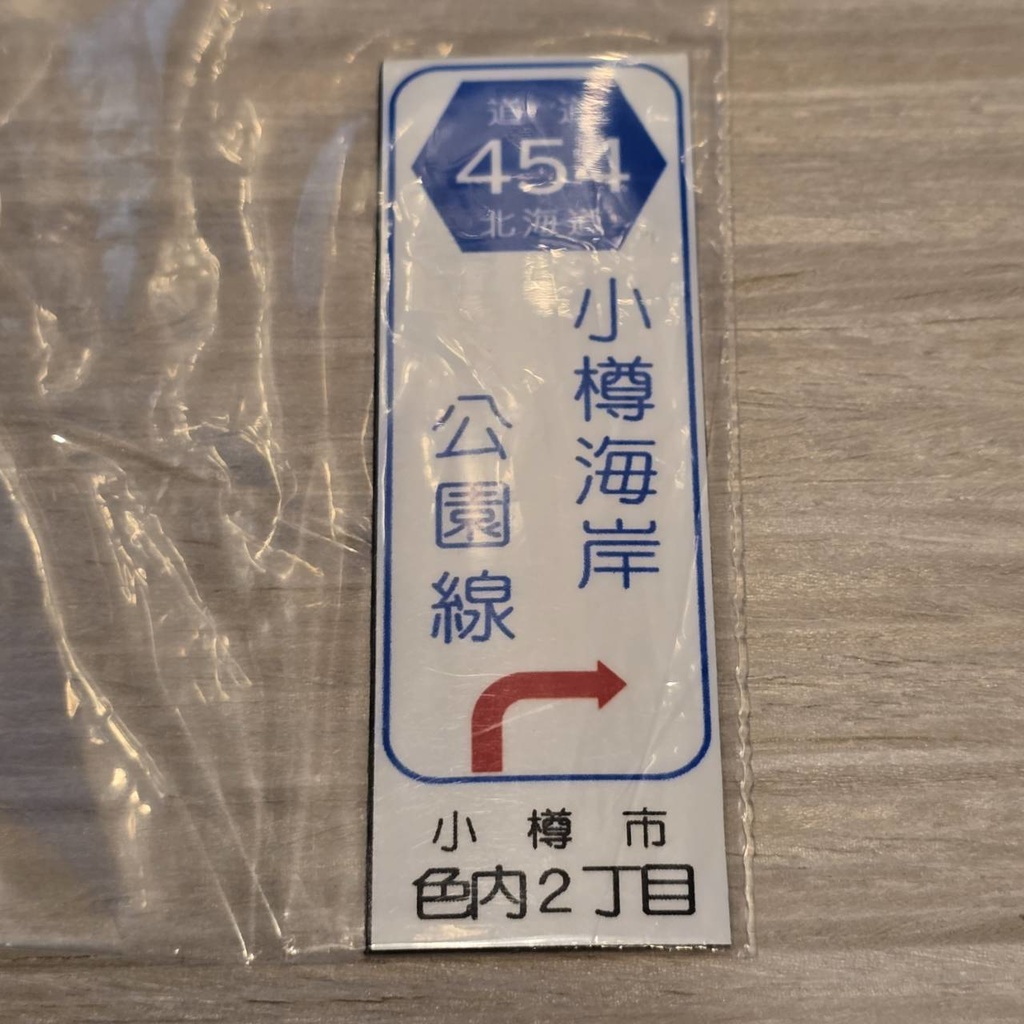 道道
454
北海道
小樽海岸
公園線
小樽市
色内2丁目